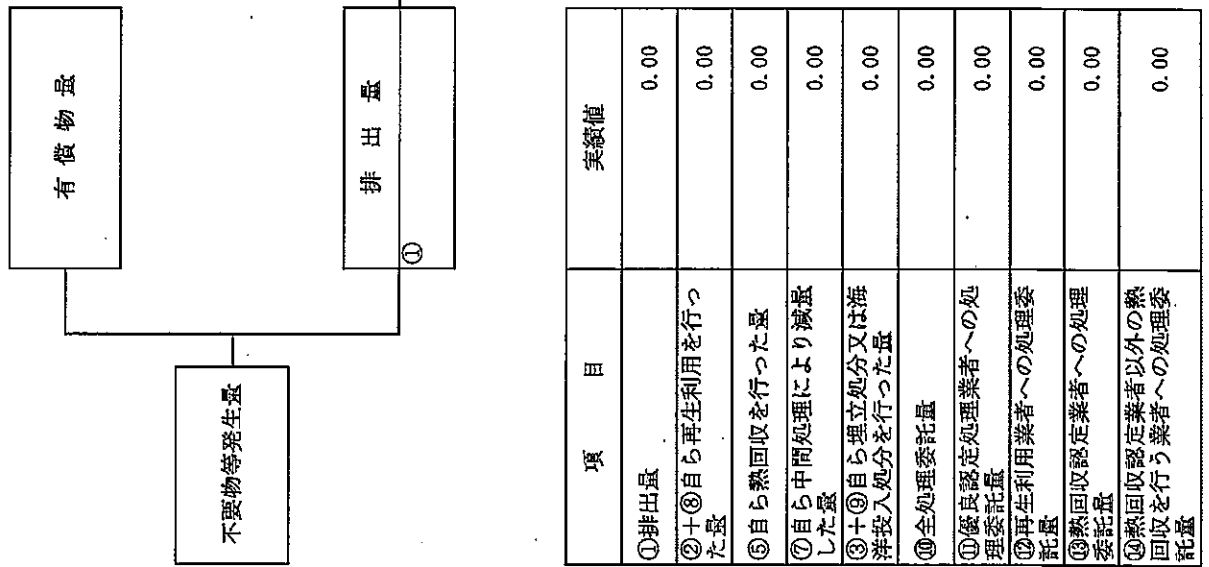 有償物量
排出量
①
不要物等発生量
項目
実績値
①排出量
0.00
②+⑧自ら再生利用を行っ
た量
0.00
⑤自ら熱回収を行った量
0.00
⑦自ら中間処理により減量
した量
0.00
③+⑨自ら埋立処分又は海
洋投入処分を行った量
0.00
⑩全処理委託量
0.00
⑪優良認定処理業者への処
理委託量
0.00
⑫再生利用業者への処理委
託量
0.00
⑬熱回収認定業者への処理
委託量
0.00
⑭熱回収認定業者以外の熱
回収を行う業者への処理委
託量
0.00